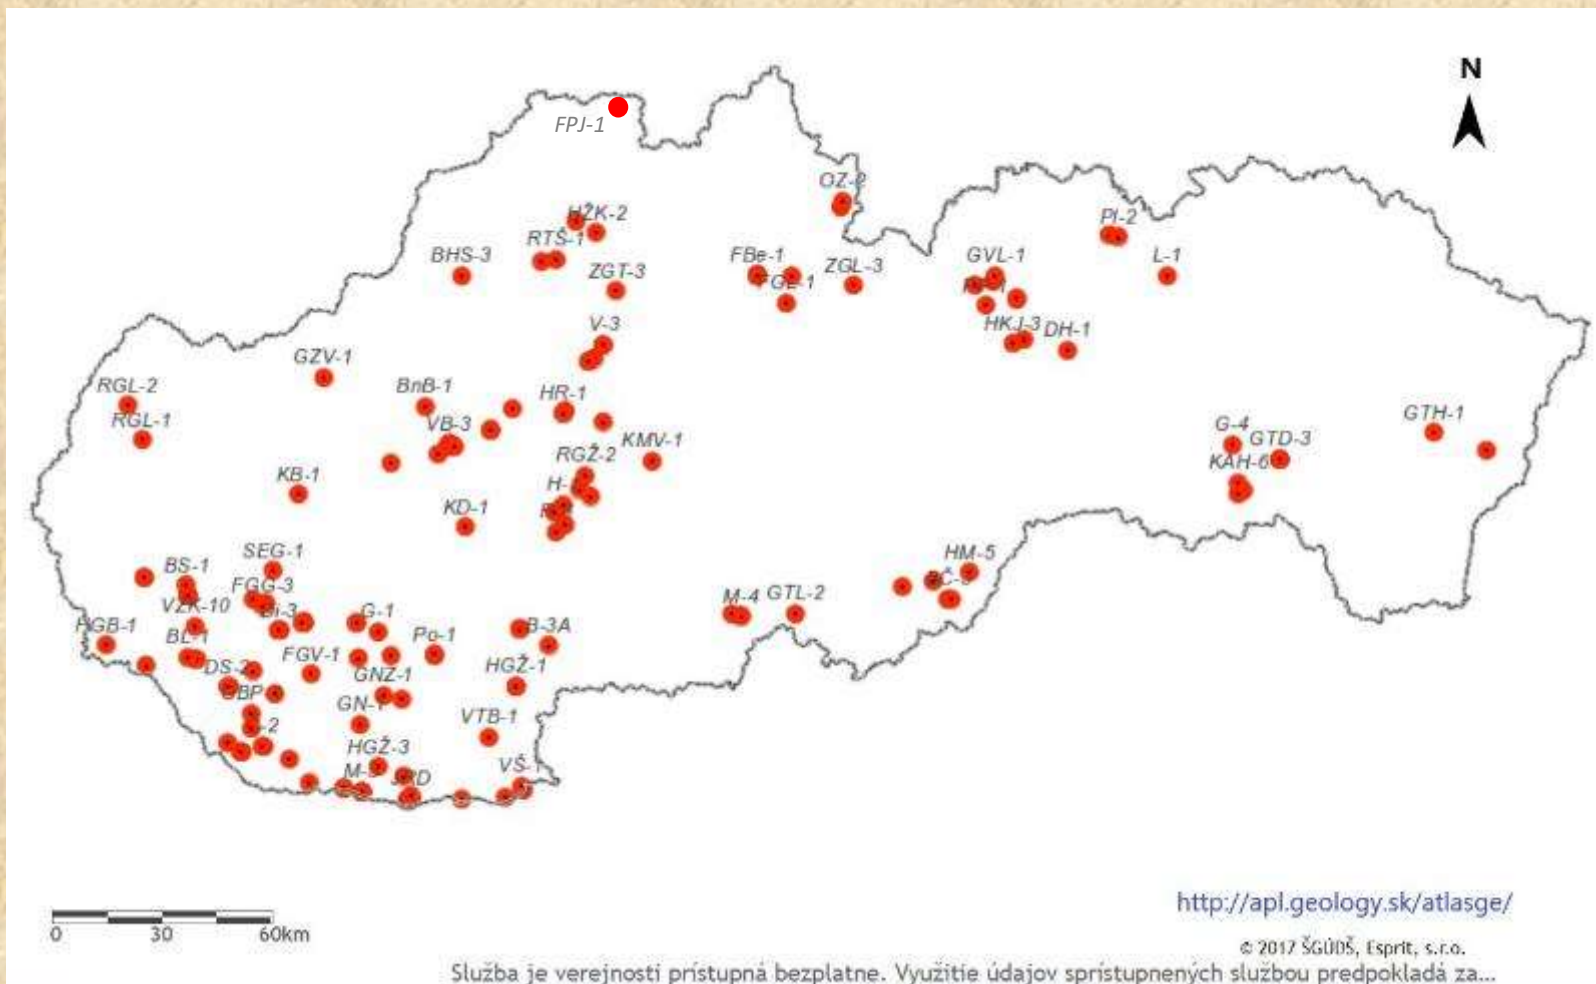 N
FPJ-1
OZ-2
HŽK-2
PI-2
RTŠ-1
BHS-3
FBe-1
ZGL-3
GVL-1
L-1
ZGT-3
FGL-1
V-3
HKJ-3
DH-1
GZV-1
RGL-2
BnB-1
HR-1
RGL-1
VB-3
GTH-1
G-4
GTD-3
KMV-1
KAH-6
RGŽ-2
KB-1
KD-1
SEG-1
HM-5
BS-1
FGG-3
VZK-10
M-4
GTL-2
G-1
B-3A
BL-1
Po-1
FGV-1
DS-2
GNZ-1
HGŽ-1
VTB-1
HGŽ-3
0
30
60km
http://apl.geology.sk/atlasge/
© 2017 ŠGÚDŠ, Esprit, s.r.o.
Služba je verejnosti prístupná bezplatne. Využitie údajov sprístupnených službou predpokladá za...